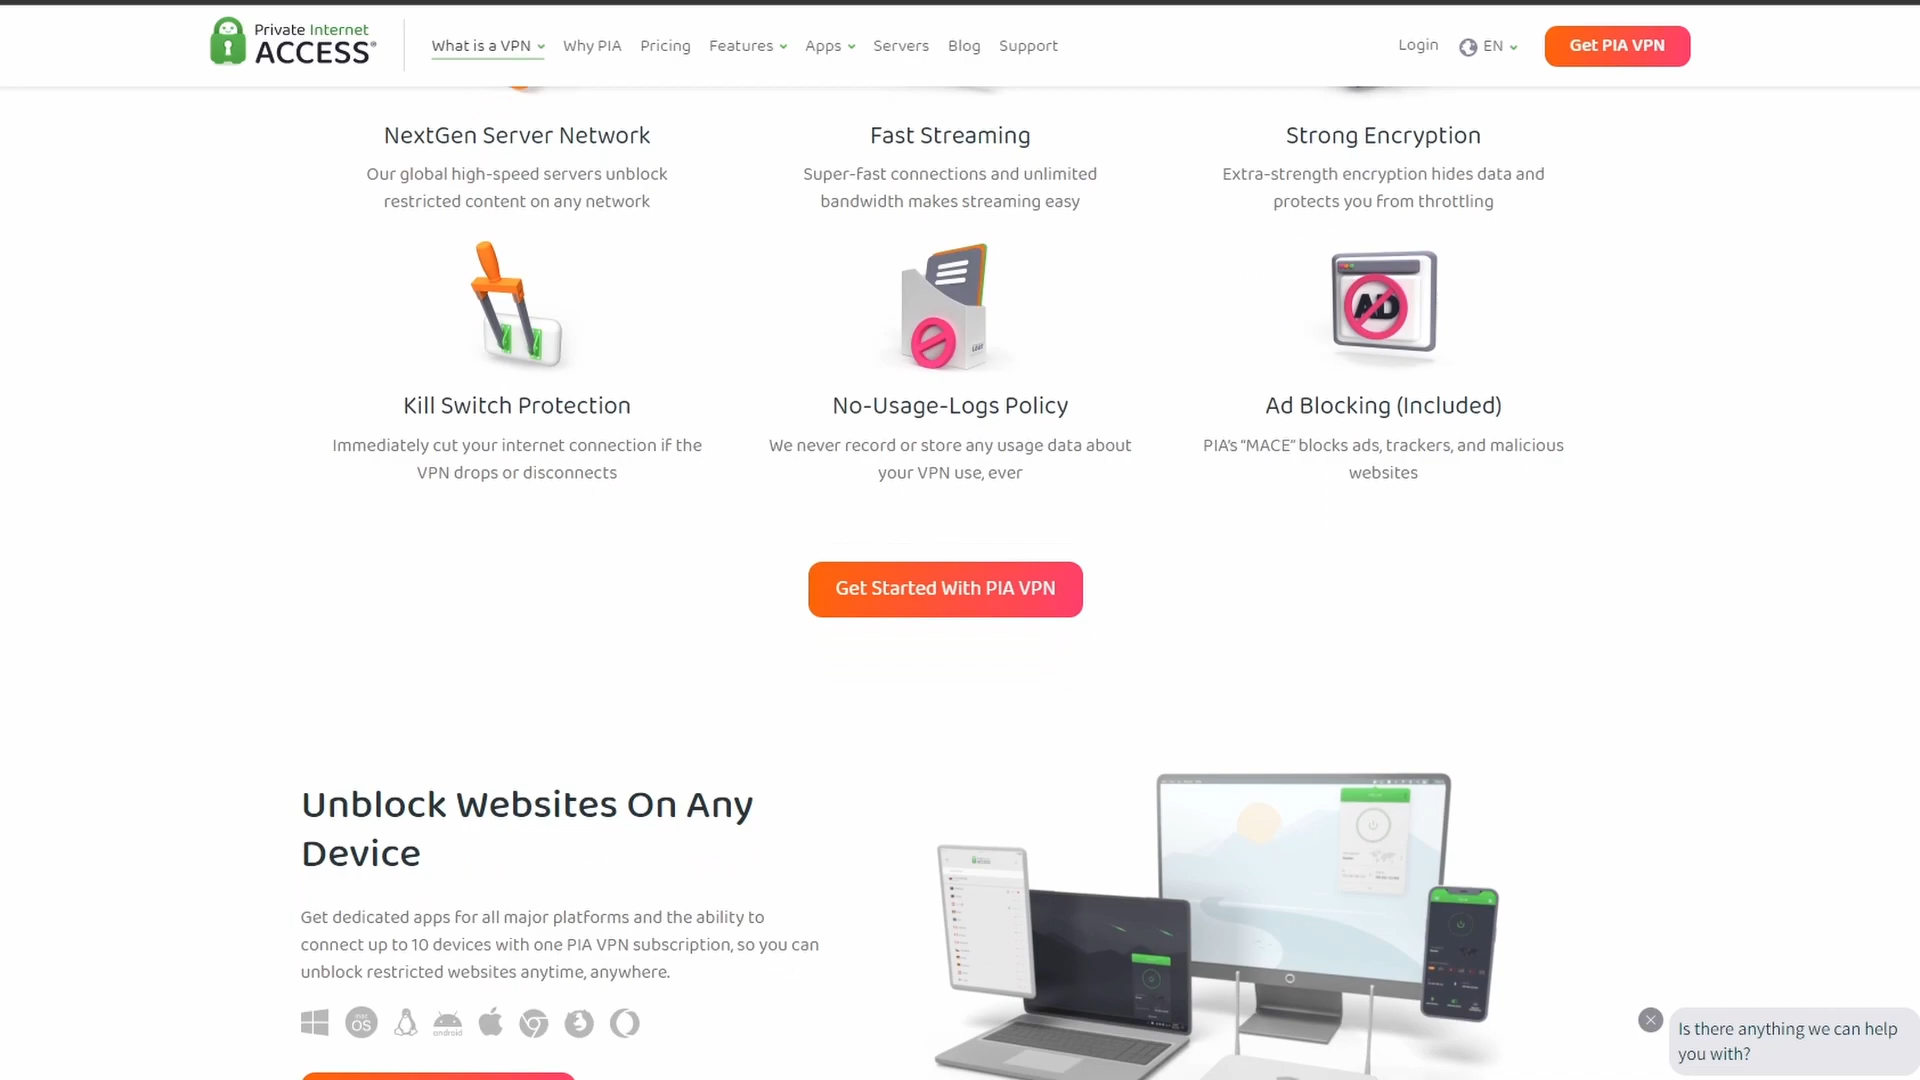 Private Internet
ACCESS®
What is a VPN
Why PIA
Pricing
Features
Apps
Servers
Blog
Support
Login
EN
Get PIA VPN
NextGen Server Network
Our global high-speed servers unblock
restricted content on any network
Fast Streaming
Super-fast connections and unlimited
bandwidth makes streaming easy
Strong Encryption
Extra-strength encryption hides data and
protects you from throttling
AD
Kill Switch Protection
Immediately cut your internet connection if the
VPN drops or disconnects
No-Usage-Logs Policy
We never record or store any usage data about
your VPN use, ever
Ad Blocking (Included)
PIA's “MACE” blocks ads, trackers, and malicious
websites
Get Started With PIA VPN
Unblock Websites On Any
Device
Get dedicated apps for all major platforms and the ability to
connect up to 10 devices with one PIA VPN subscription, so you can
unblock restricted websites anytime, anywhere.
mac
OS
android
ACCESS
Is there anything we can help
you with?